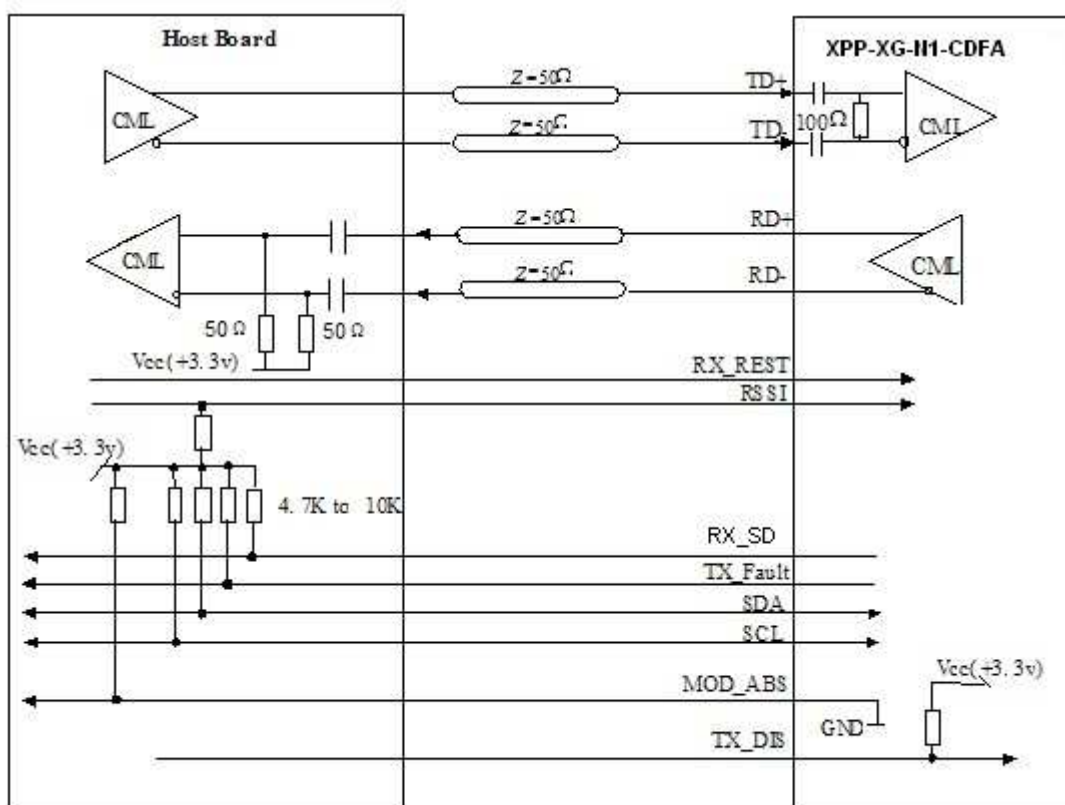 Host Board
XPP-XG-N1-CDFA
Z=50Ω
TD+
CML
Z=50Ω
TD-
100Ω
CML
Z=50Ω
RD+
CML
Z=50Ω
RD-
CML
50Ω
50Ω
Vcc(+3.3v)
RX_REST
RSSI
Vcc(+3.3v)
4.7K to 10K
RX_SD
TX_Fault
SDA
SCL
MOD_ABS
Vcc(+3.3v)
GND
TX_DIS